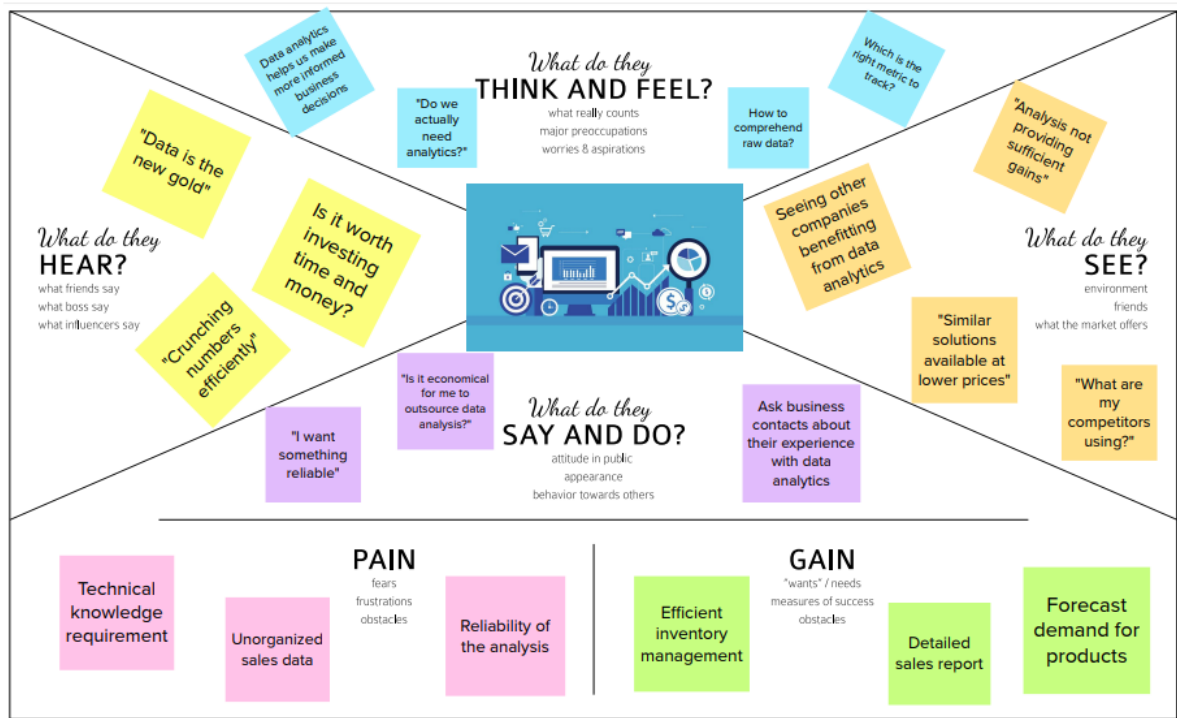 What do they
THINK AND FEEL?
what really counts
major preoccupations
worries & aspirations
Data analytics
helps us make
more informed
business
decisions
"Do we
actually
need
analytics?"
How to
comprehend
raw data?
Which is the
right metric to
track?
What do they
HEAR?
what friends say
what boss say
what influencers say
"Data is the
new gold"
Is it worth
investing
time and
money?
"Crunching
numbers
efficiently"
What do they
SEE?
environment
friends
what the market offers
"Analysis not
providing
sufficient
gains"
Seeing other
companies
benefitting
from data
analytics
"Similar
solutions
available at
lower prices"
"What are
my
competitors
using?"
What do they
SAY AND DO?
attitude in public
appearance
behavior towards others
"Is it economical
for me to
outsource data
analysis?"
"I want
something
reliable"
Ask business
contacts about
their experience
with data
analytics
PAIN
fears
frustrations
obstacles
Technical
knowledge
requirement
Unorganized
sales data
Reliability of
the analysis
GAIN
"wants" / needs
measures of success
obstacles
Efficient
inventory
management
Detailed
sales report
Forecast
demand for
products